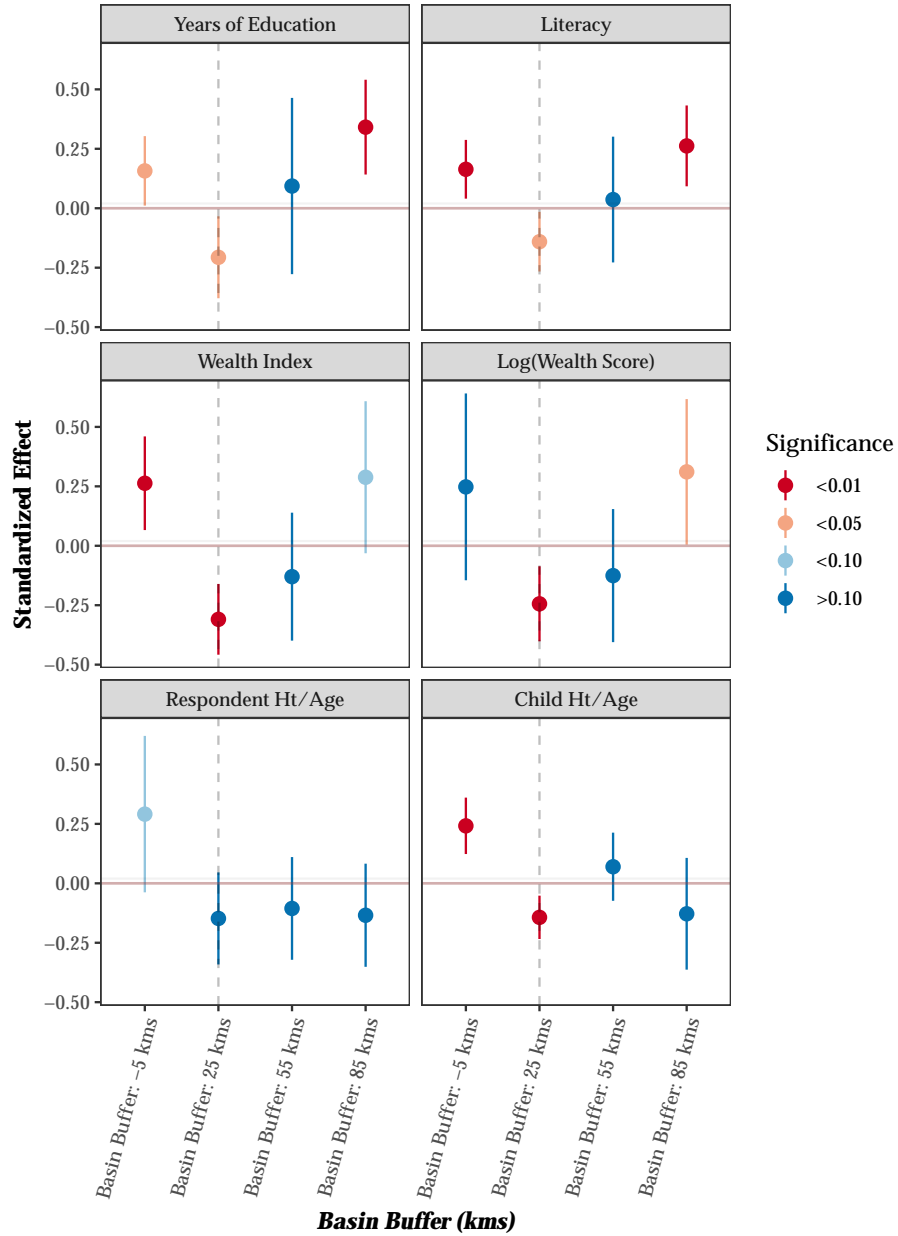 Years of Education
Literacy
0.50
0.25
0.00
−0.25
−0.50
Wealth Index
Log(Wealth Score)
0.50
0.25
0.00
−0.25
−0.50
Respondent Ht/Age
Child Ht/Age
0.50
0.25
0.00
−0.25
−0.50
Standardized Effect
Basin Buffer: −5 kms
Basin Buffer: 25 kms
Basin Buffer: 55 kms
Basin Buffer: 85 kms
Basin Buffer: −5 kms
Basin Buffer: 25 kms
Basin Buffer: 55 kms
Basin Buffer: 85 kms
Basin Buffer (kms)
Significance
<0.01
<0.05
<0.10
>0.10